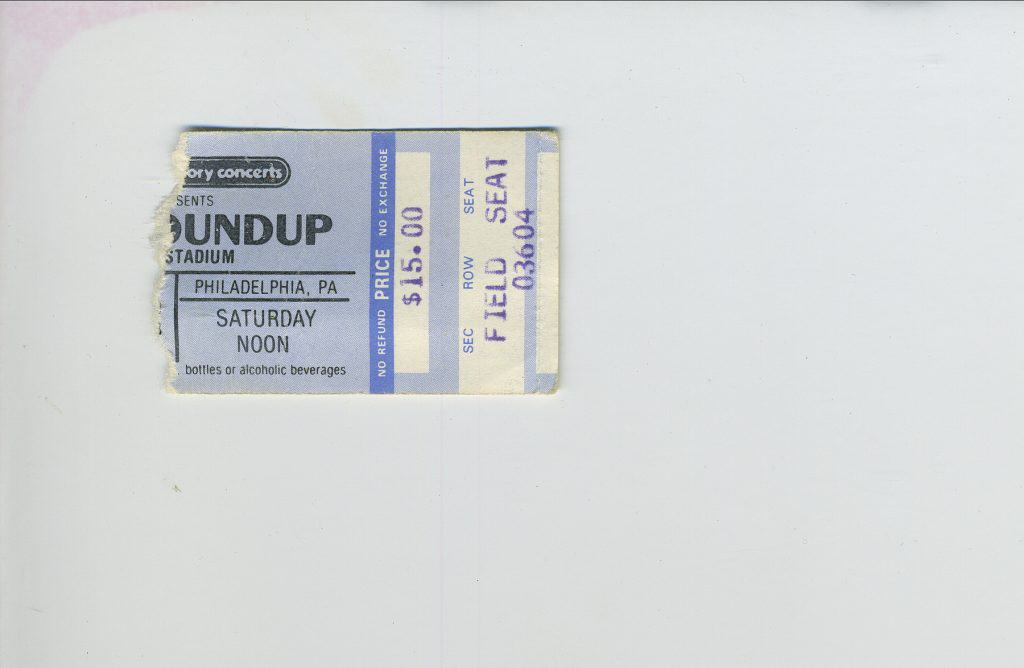 ory concerts
SENTS
OUNDUP
STADIUM
PHILADELPHIA, PA
SATURDAY
NOON
bottles or alcoholic beverages
NO REFUND PRICE NO EXCHANGE
$15.00
SEC ROW SEAT
FIELD SEAT
03604